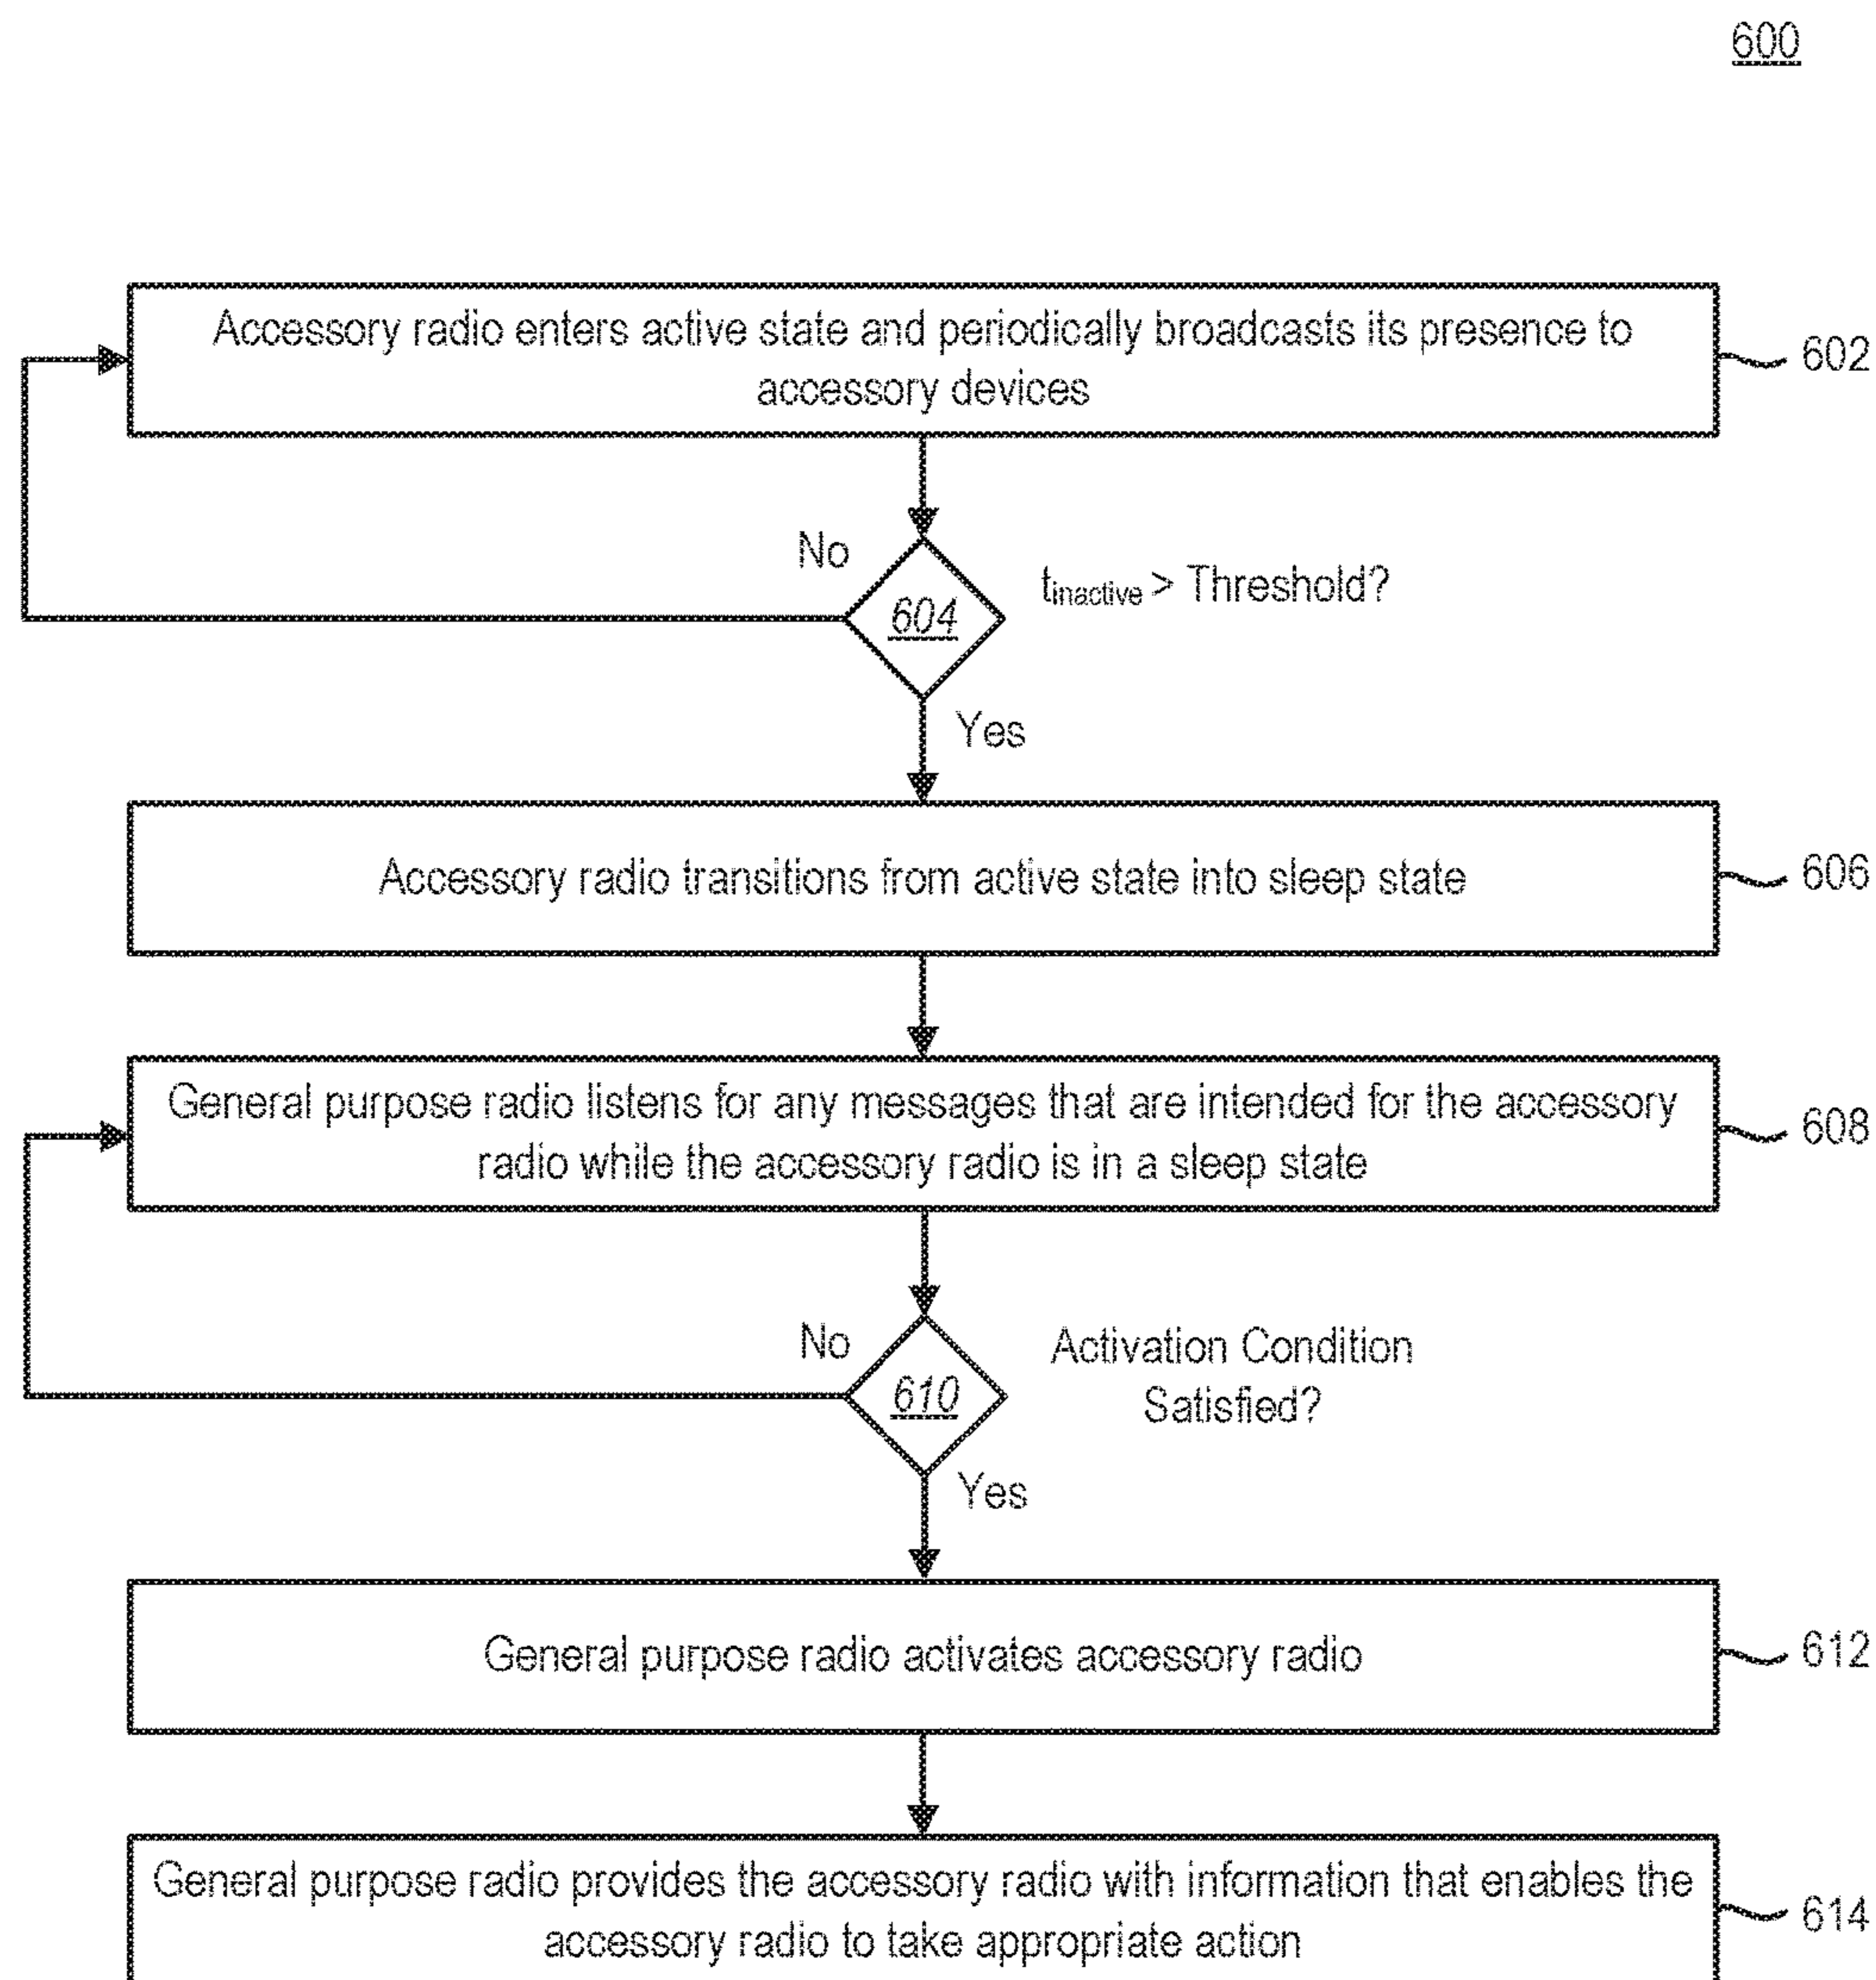 600
Accessory radio enters active state and periodically broadcasts its presence to
accessory devices
602
No
604
tinactive > Threshold?
Yes
Accessory radio transitions from active state into sleep state
606
General purpose radio listens for any messages that are intended for the accessory
radio while the accessory radio is in a sleep state
608
No
610
Activation Condition
Satisfied?
Yes
General purpose radio activates accessory radio
612
General purpose radio provides the accessory radio with information that enables the
accessory radio to take appropriate action
614